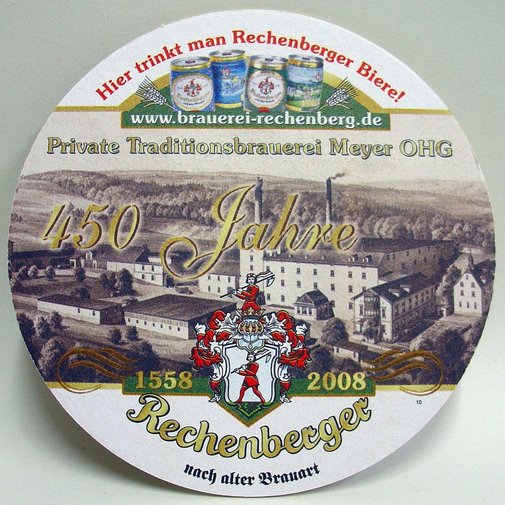 Hier trinkt man Rechenberger Biere!
www.brauerei-rechenberg.de
Private Traditionsbrauerei Meyer OHG
450 Jahre
1558 2008
Rechenberger
nach alter Brauart
10